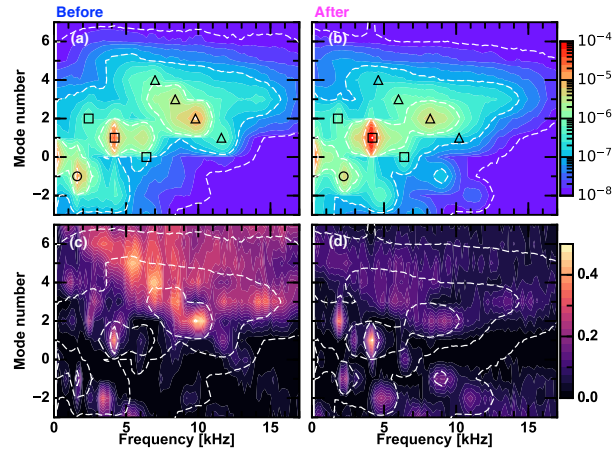 Before After
(a) (b)
Mode number
6
4
2
0
−2
10⁻⁴
10⁻⁵
10⁻⁶
10⁻⁷
10⁻⁸
(c) (d)
Mode number
6
4
2
0
−2
0.4
0.2
0.0
0 5 10 15 0 5 10 15
Frequency [kHz] Frequency [kHz]